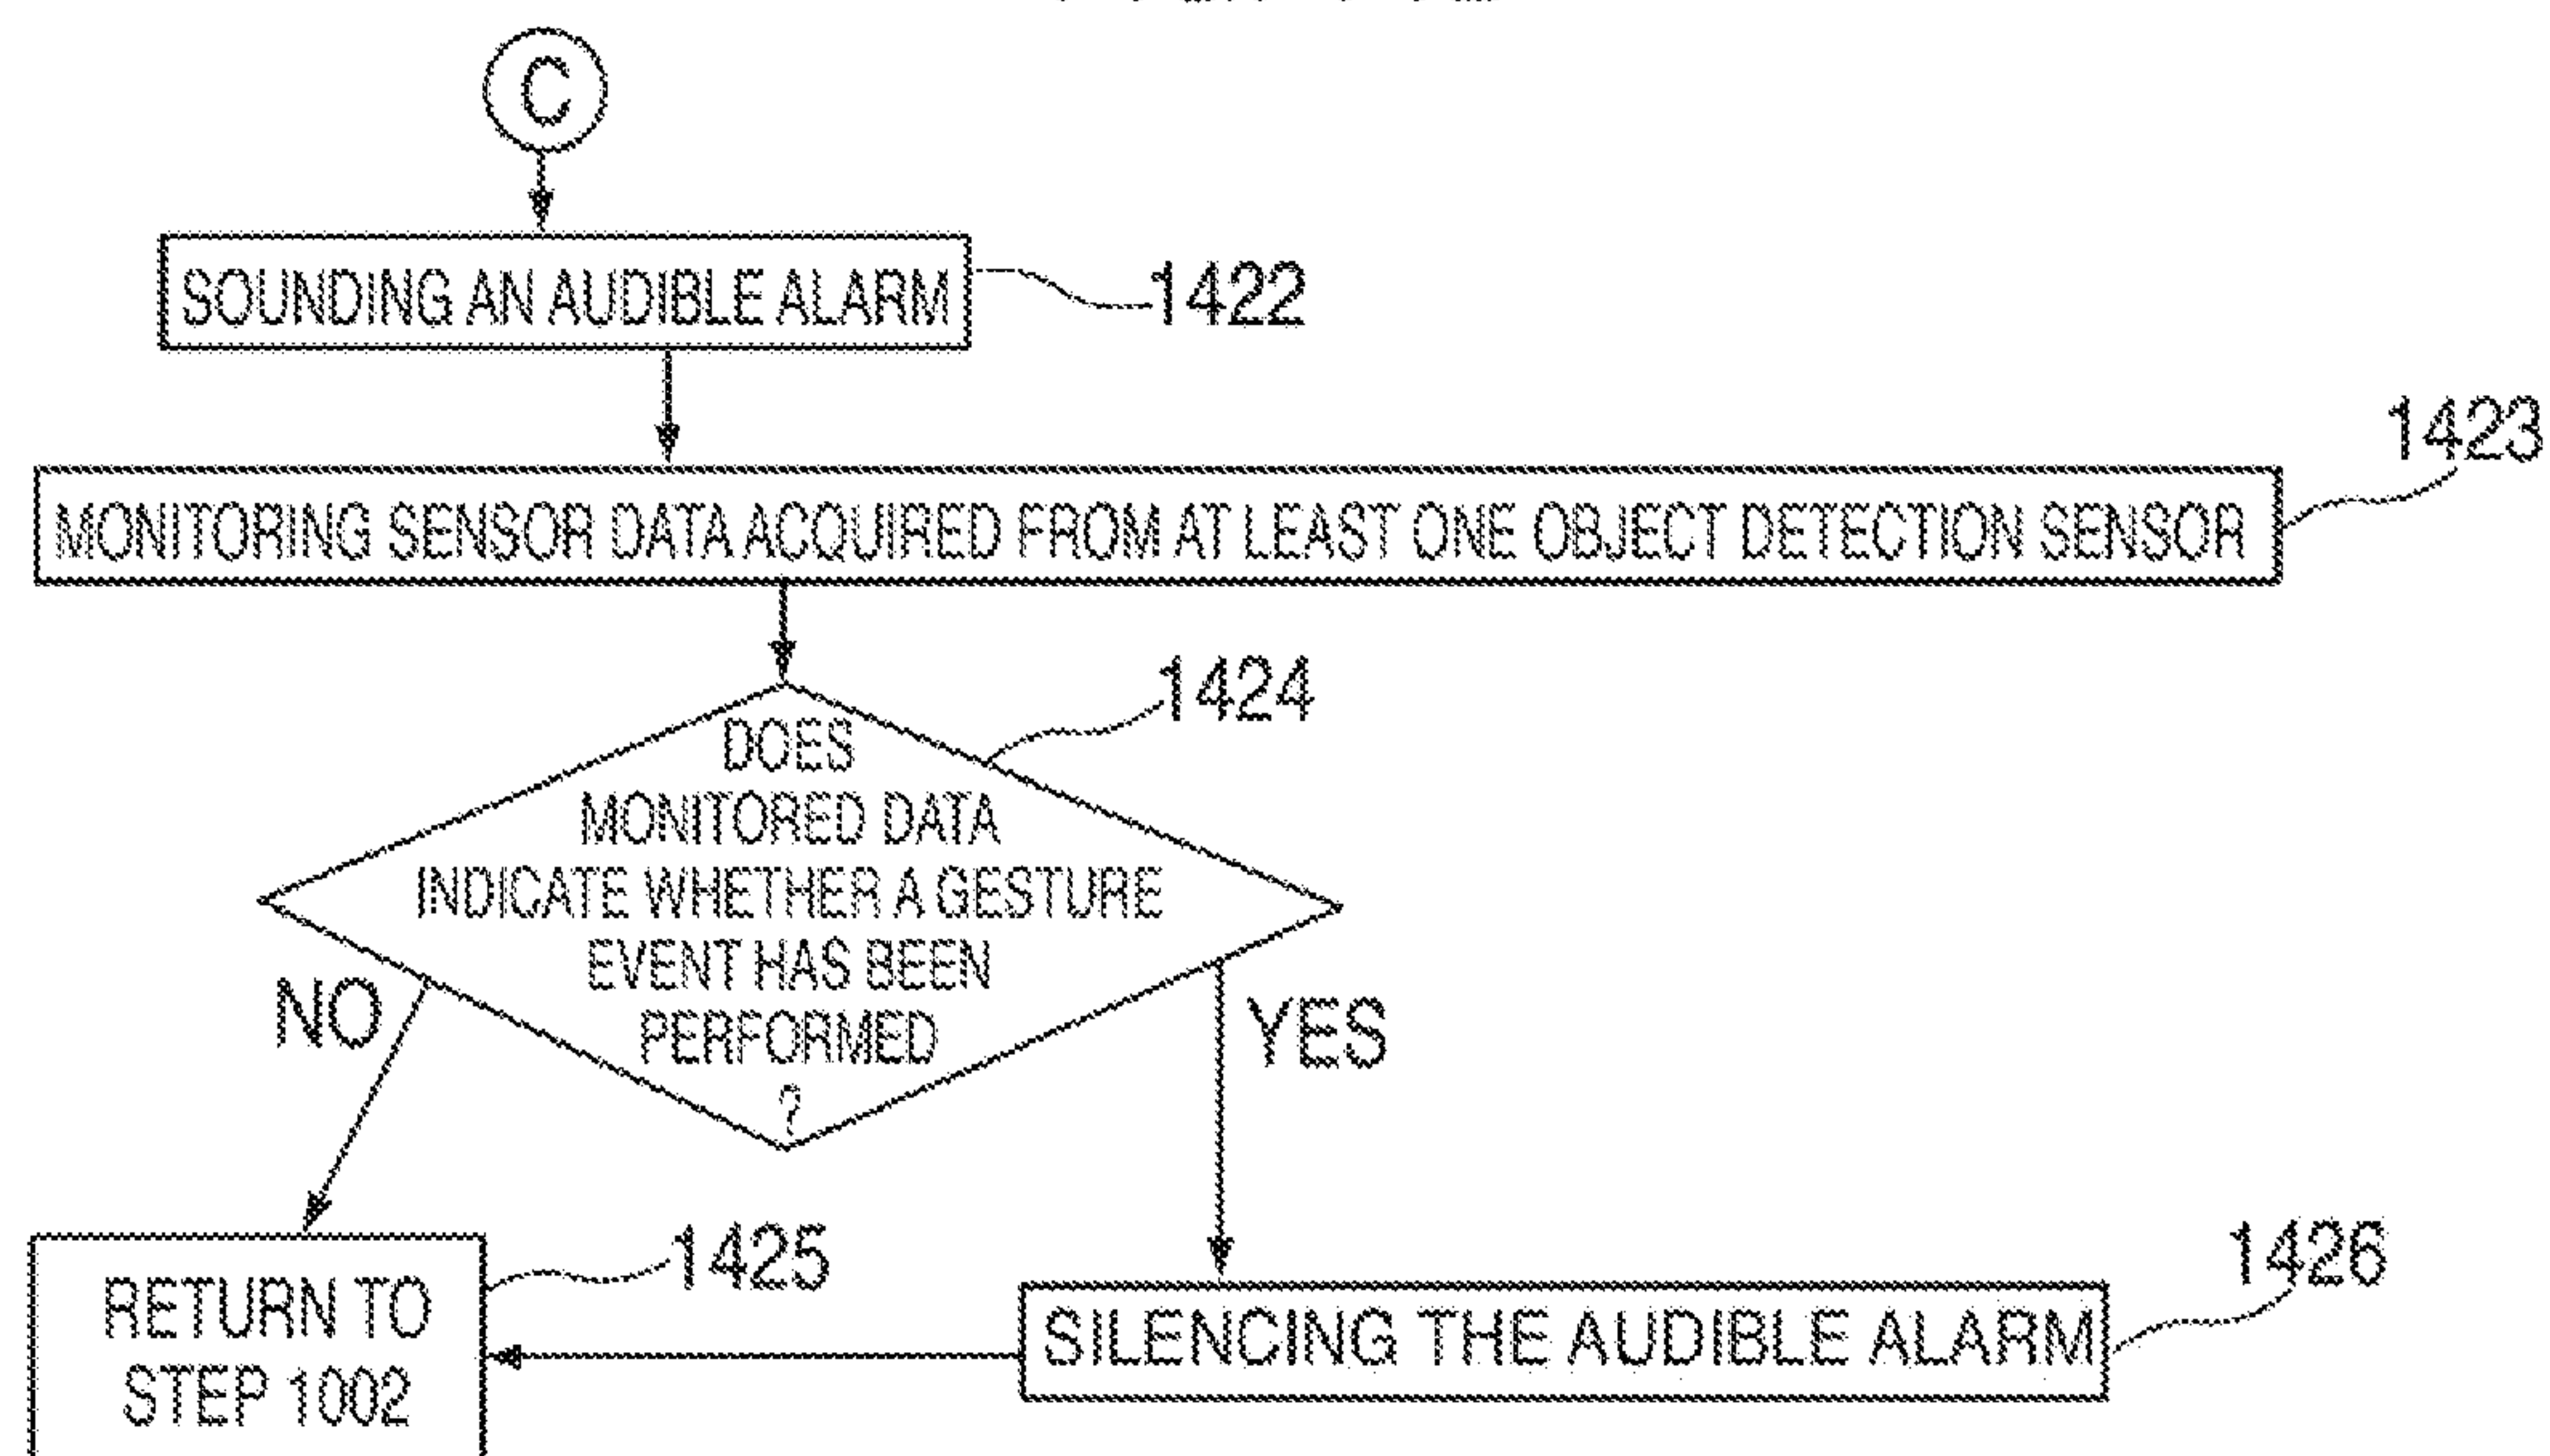 C
SOUNDING AN AUDIBLE ALARM
1422
1423
MONITORING SENSOR DATA ACQUIRED FROM AT LEAST ONE OBJECT DETECTION SENSOR
1424
DOES
MONITORED DATA
INDICATE WHETHER A GESTURE
EVENT HAS BEEN
PERFORMED
?
NO
YES
1425
1426
RETURN TO
STEP 1002
SILENCING THE AUDIBLE ALARM